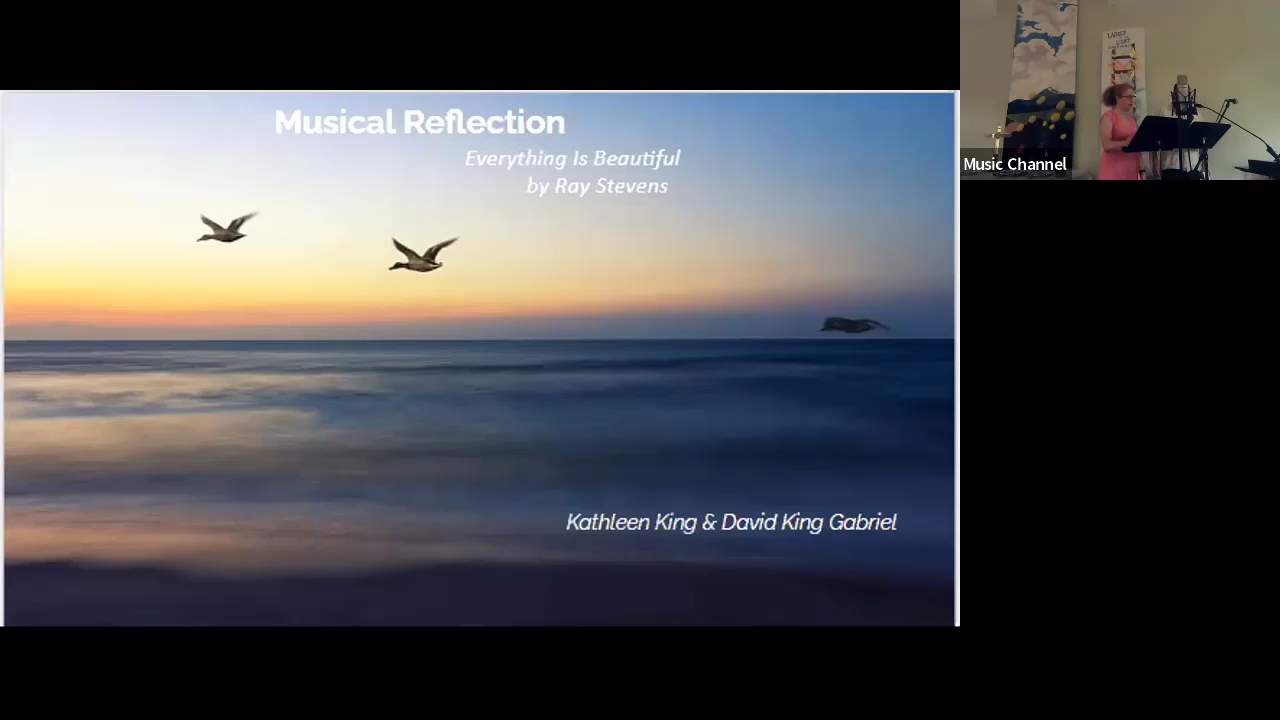 Musical Reflection
Everything Is Beautiful
by Ray Stevens
Kathleen King & David King Gabriel
Music Channel